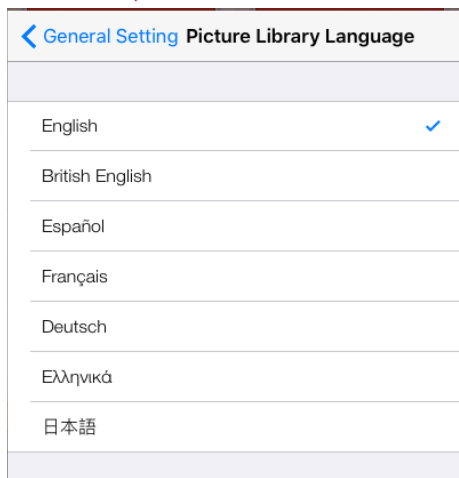 General Setting Picture Library Language
English
British English
Español
Français
Deutsch
Ελληνικά
日本語